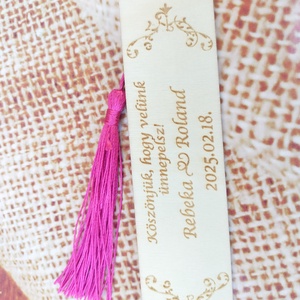 Köszönjük, hogy velünk
ünnepelsz!
Rebeka & Roland
2025.02.18.